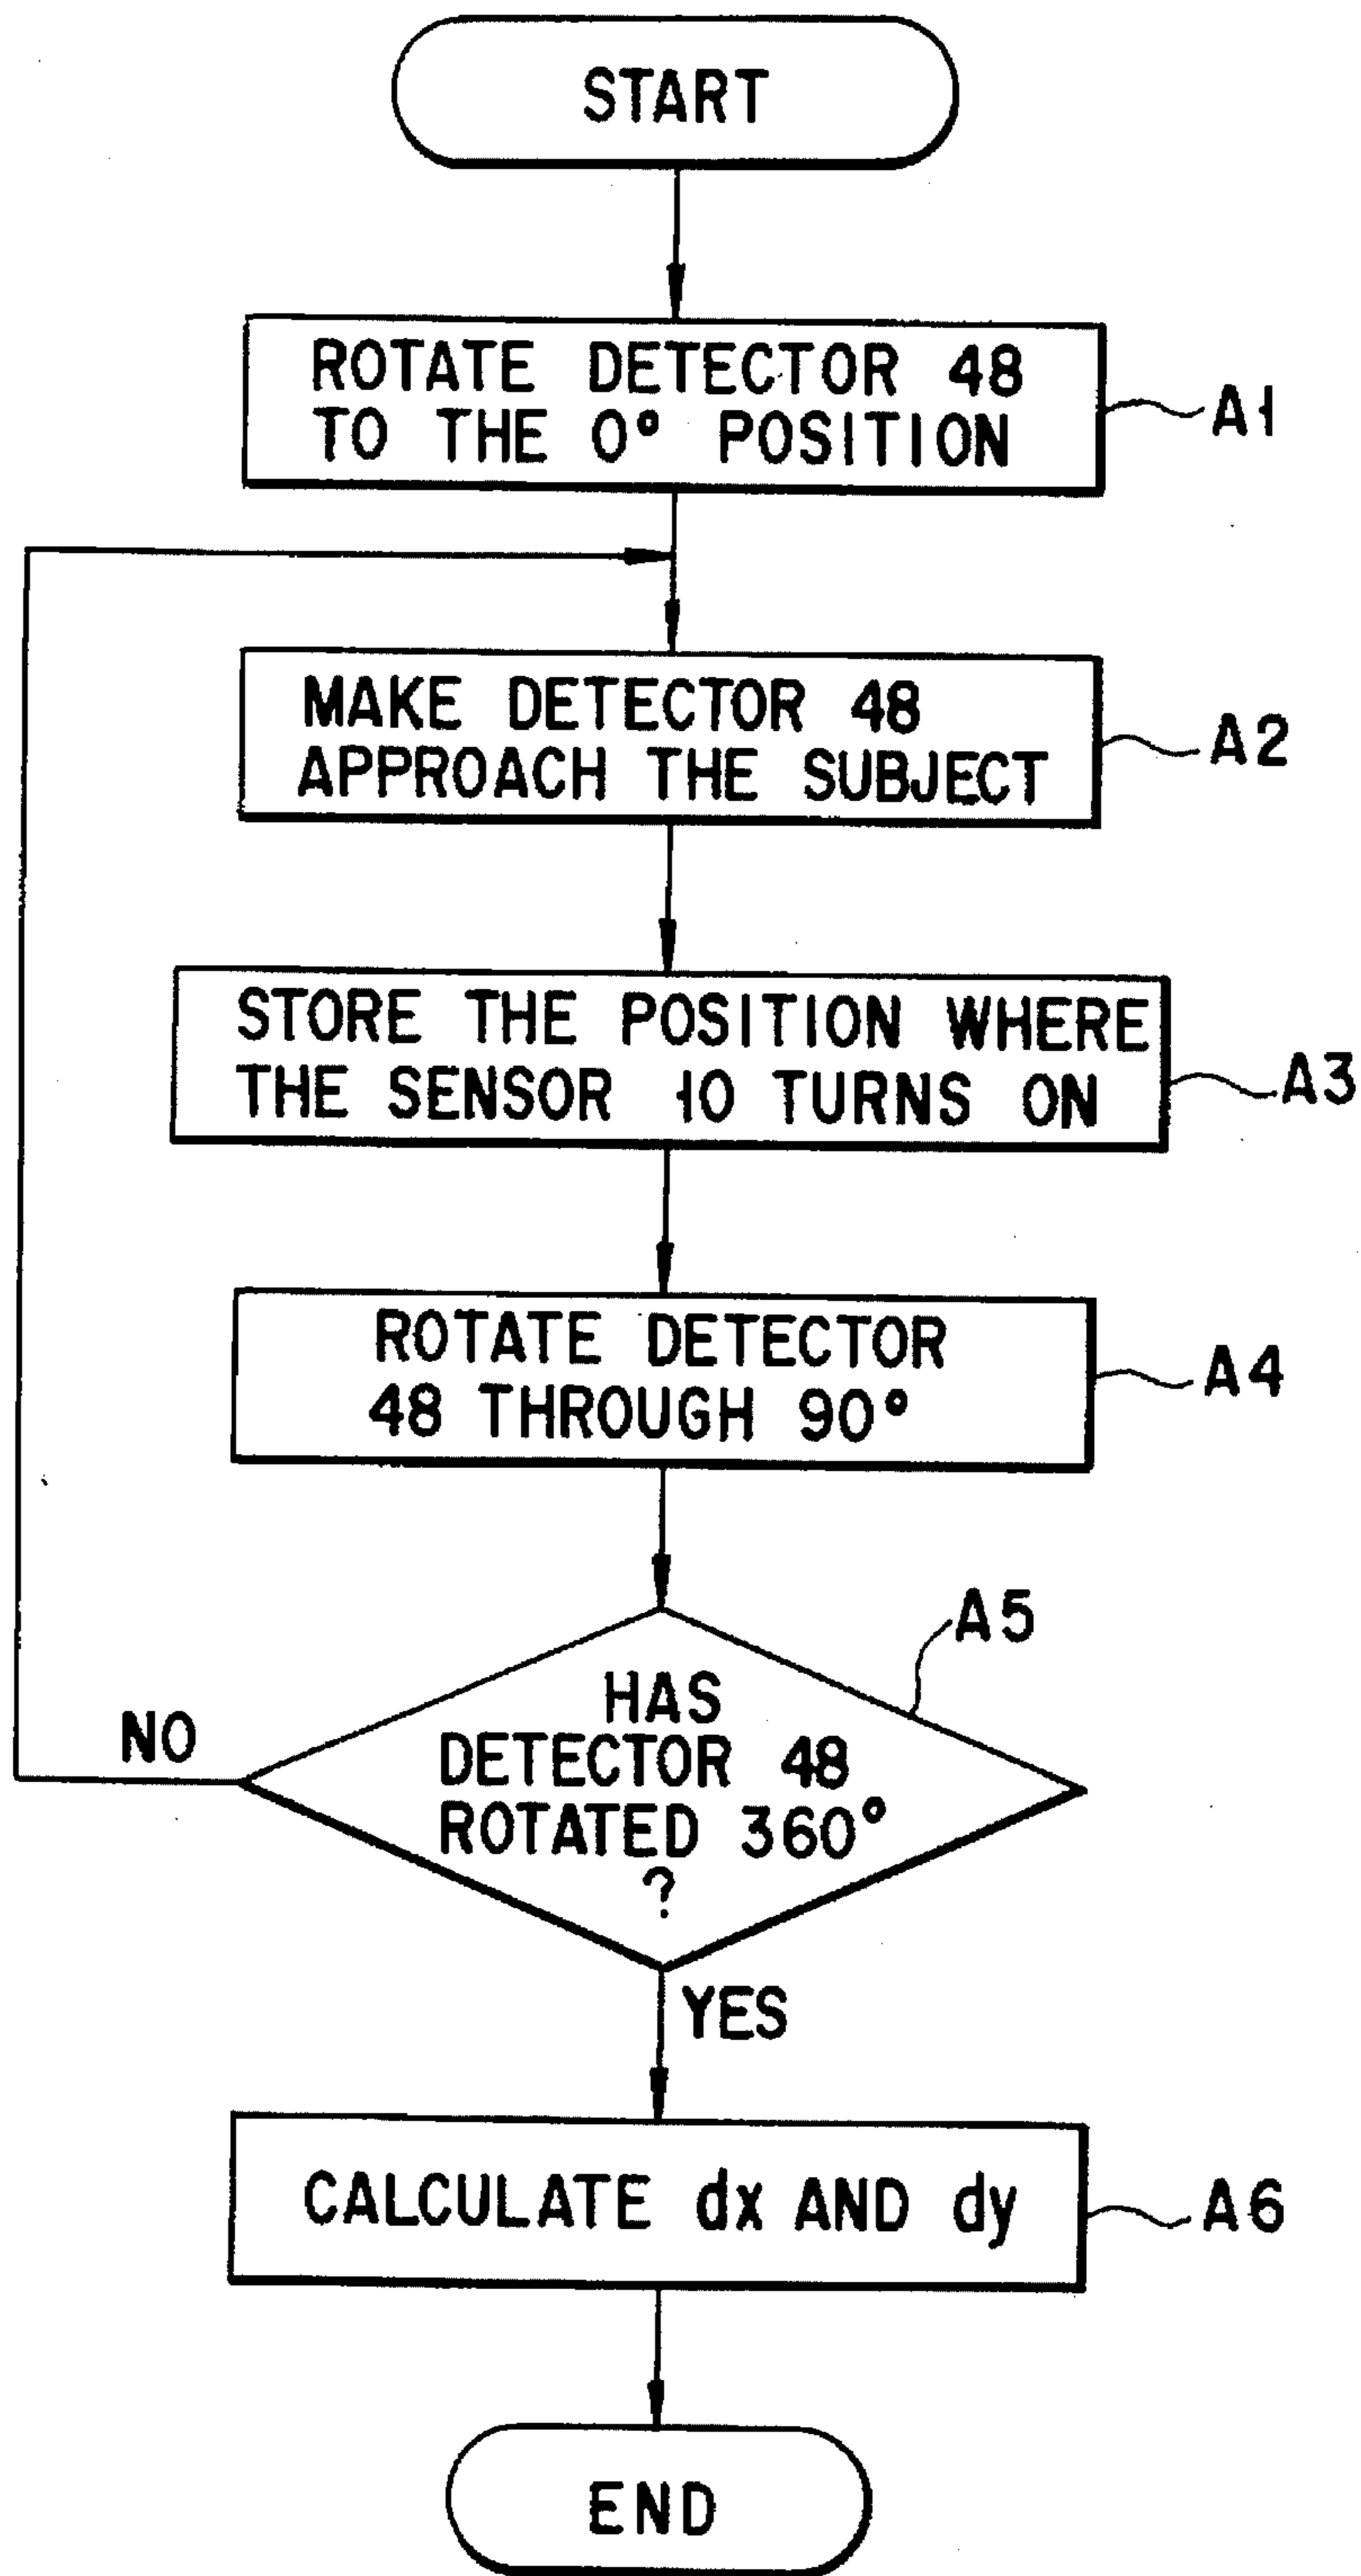 START
ROTATE DETECTOR 48
TO THE 0° POSITION
A1
MAKE DETECTOR 48
APPROACH THE SUBJECT
A2
STORE THE POSITION WHERE
THE SENSOR 10 TURNS ON
A3
ROTATE DETECTOR
48 THROUGH 90°
A4
A5
HAS
DETECTOR 48
ROTATED 360°
?
NO
YES
CALCULATE dx AND dy
A6
END